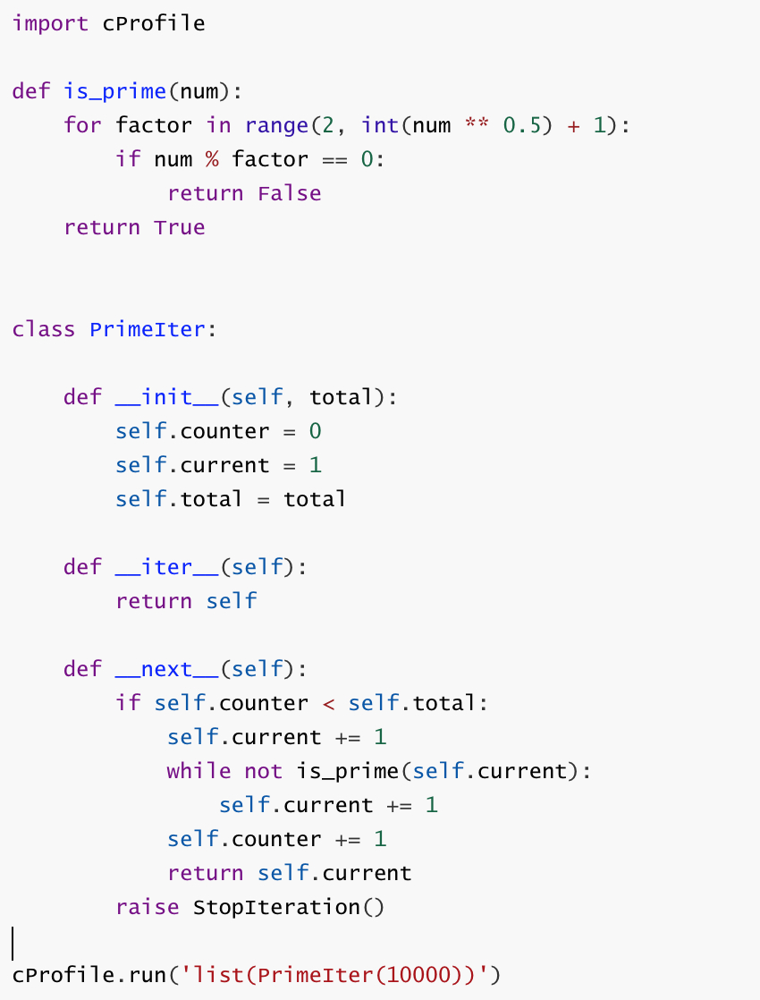 import cProfile

def is_prime(num):
    for factor in range(2, int(num ** 0.5) + 1):
        if num % factor == 0:
            return False
    return True


class PrimeIter:

    def __init__(self, total):
        self.counter = 0
        self.current = 1
        self.total = total

    def __iter__(self):
        return self

    def __next__(self):
        if self.counter < self.total:
            self.current += 1
            while not is_prime(self.current):
                self.current += 1
            self.counter += 1
            return self.current
        raise StopIteration()

cProfile.run('list(PrimeIter(10000))')